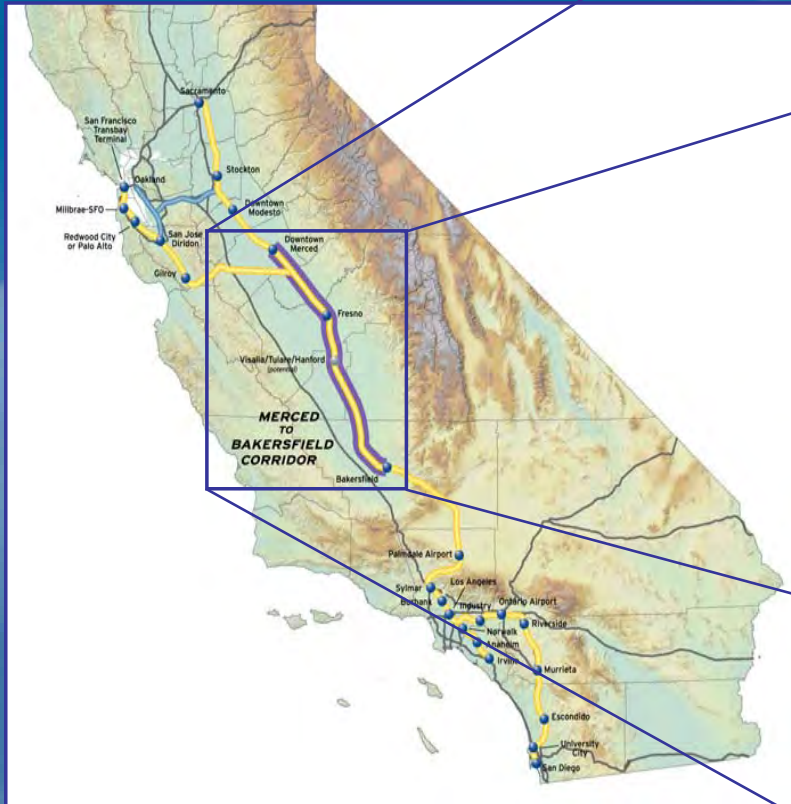 Sacramento
San Francisco
Transbay
Terminal
Oakland
Stockton
Millbrae-SFO
Downtown
Modesto
Redwood City
or Palo Alto
San Jose
Diridon
Downtown
Merced
Gilroy
Fresno
Visalia/Tulare/Hanford
(potential)
MERCED
TO
BAKERSFIELD
CORRIDOR
Bakersfield
Palmdale Airport
Sylmar
Los Angeles
Burbank
Industry
Ontario Airport
Riverside
Norwalk
Anaheim
Irvine
Murrieta
Escondido
University
City
San Diego